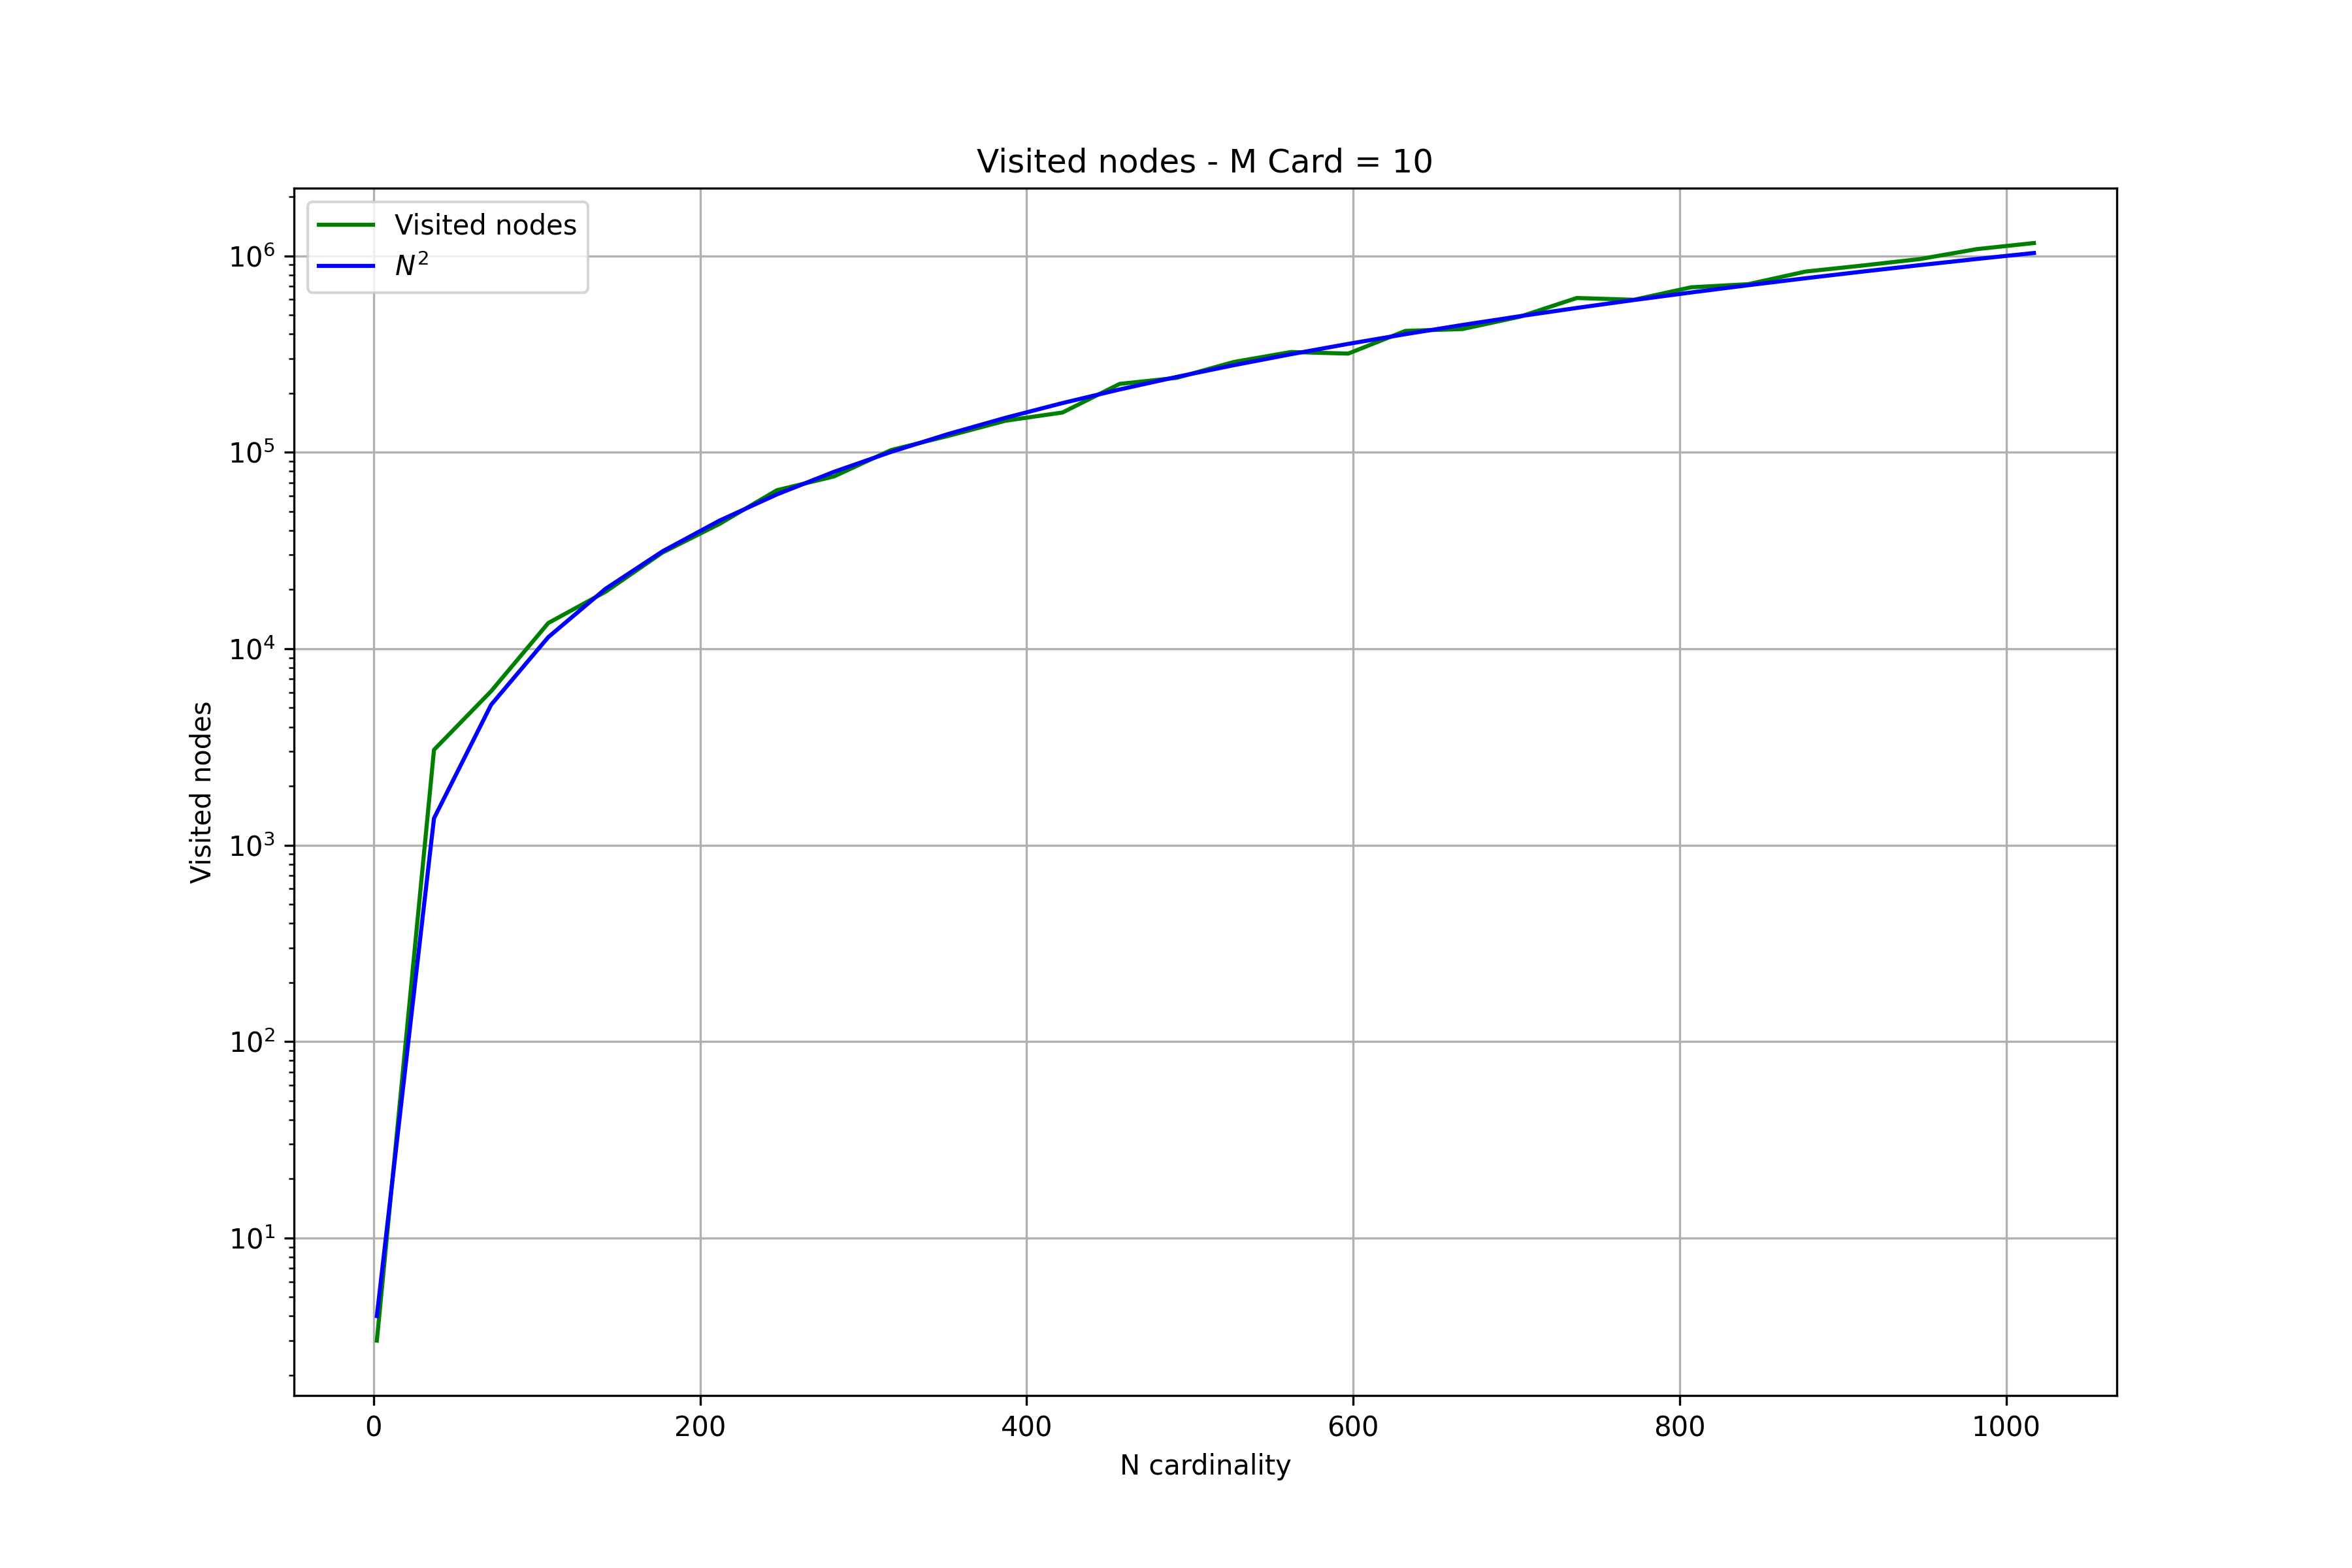 Visited nodes - M Card = 10
Visited nodes
N²
10⁶
10⁵
10⁴
10³
10²
10¹
Visited nodes
0 200 400 600 800 1000
N cardinality